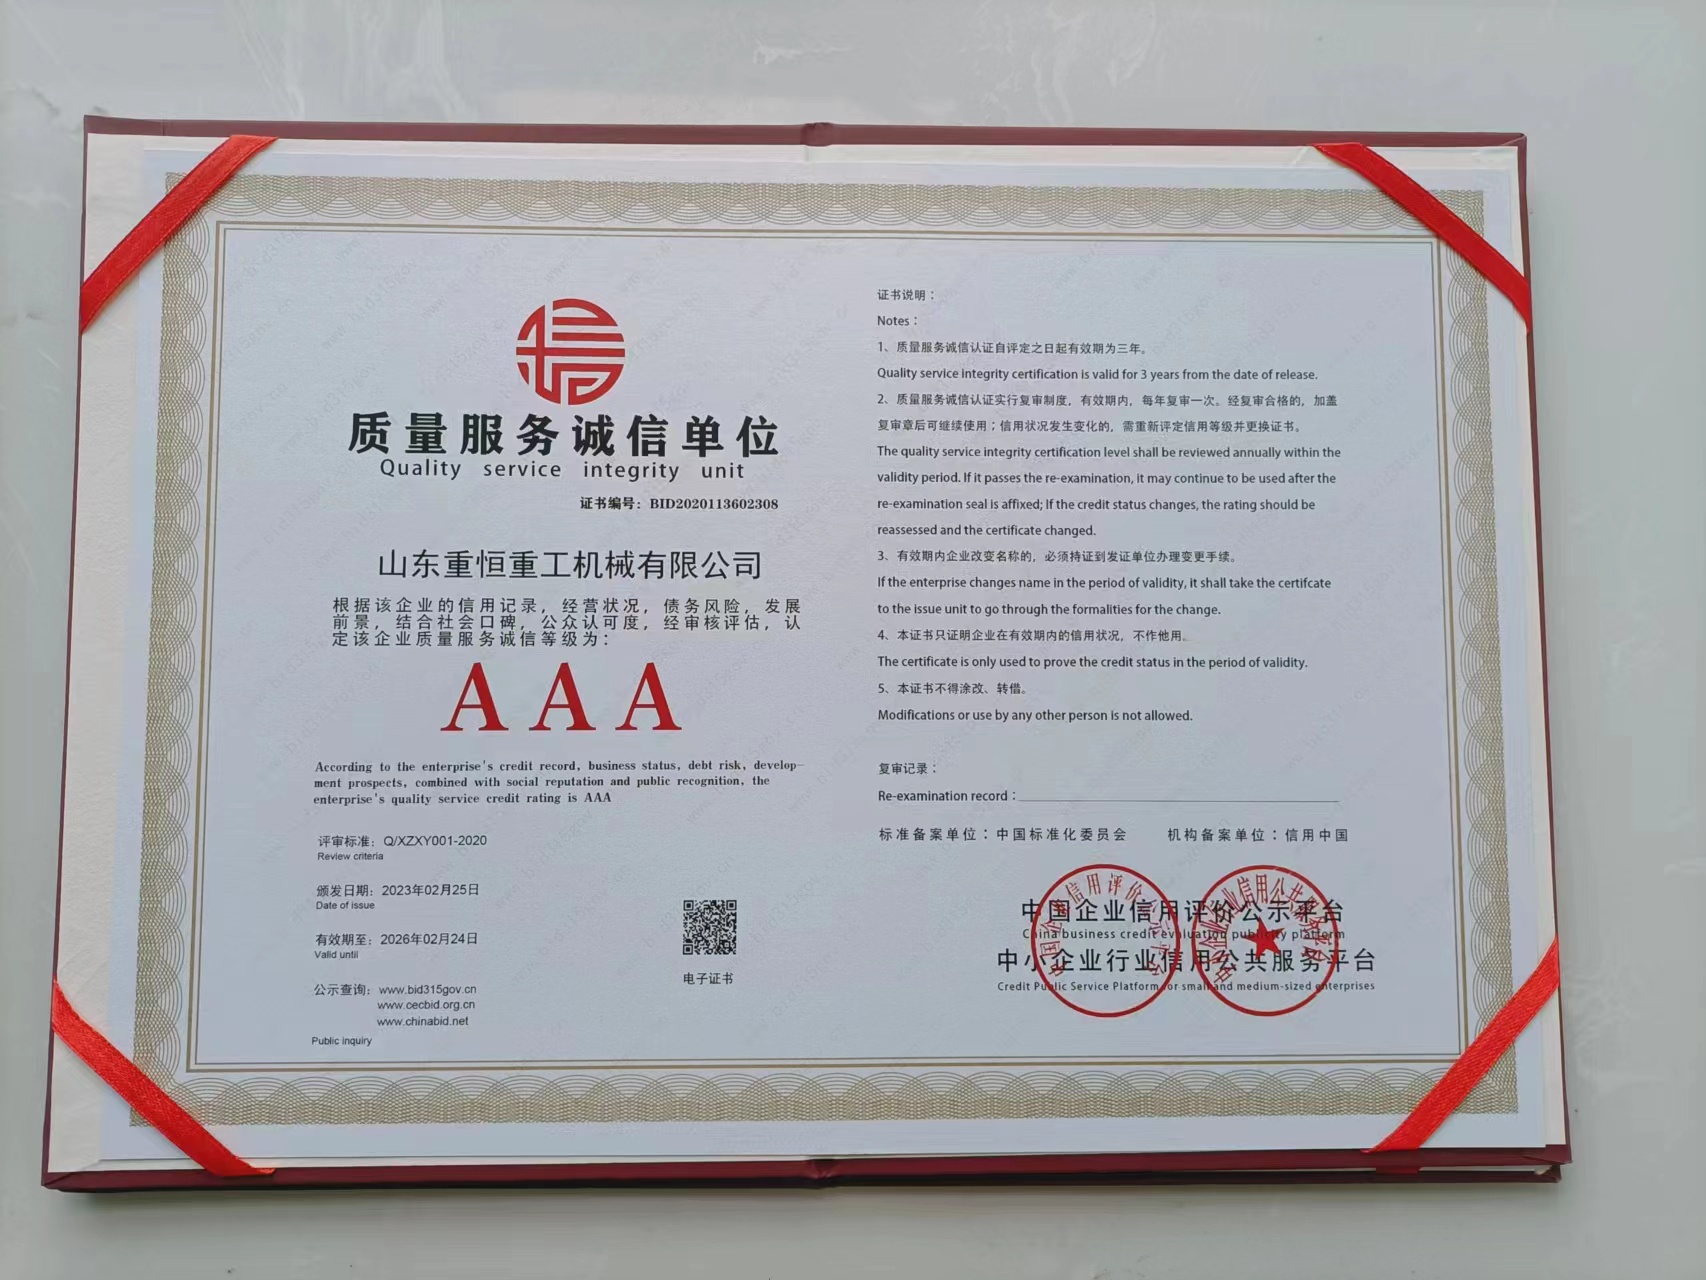 质量服务诚信单位
Quality service integrity unit
证书编号：BID2020113602308
山东重恒重工机械有限公司
根据该企业的信用记录，经营状况，债务风险，发展
前景，结合社会口碑，公众认可度，经审核评估，认
定该企业质量服务诚信等级为：
AAA
According to the enterprise's credit record, business status, debt risk, develop-
ment prospects, combined with social reputation and public recognition, the
enterprise's quality service credit rating is AAA
评审标准：Q/XZXY001-2020
Review criteria
颁发日期：2023年02月25日
Date of issue
有效期至：2026年02月24日
Valid until
公示查询：www.bid315gov.cn
www.cecbid.org.cn
www.chinabid.net
Public inquiry
电子证书
证书说明：
Notes：
1、质量服务诚信认证自评定之日起有效期为三年。
Quality service integrity certification is valid for 3 years from the date of release.
2、质量服务诚信认证实行复审制度，有效期内，每年复审一次。经复审合格的，加盖
复审章后可继续使用；信用状况发生变化的，需重新评定信用等级并更换证书。
The quality service integrity certification level shall be reviewed annually within the
validity period. If it passes the re-examination, it may continue to be used after the
re-examination seal is affixed; If the credit status changes, the rating should be
reassessed and the certificate changed.
3、有效期内企业改变名称的，必须持证到发证单位办理变更手续。
If the enterprise changes name in the period of validity, it shall take the certifcate
to the issue unit to go through the formalities for the change.
4、本证书只证明企业在有效期内的信用状况，不作他用。
The certificate is only used to prove the credit status in the period of validity.
5、本证书不得涂改、转借。
Modifications or use by any other person is not allowed.
复审记录：
Re-examination record：
标准备案单位：中国标准化委员会 机构备案单位：信用中国
中国企业信用评价公示平台
China business credit evaluation publicity platform
中小企业行业信用公共服务平台
Credit Public Service Platform for small and medium-sized enterprises